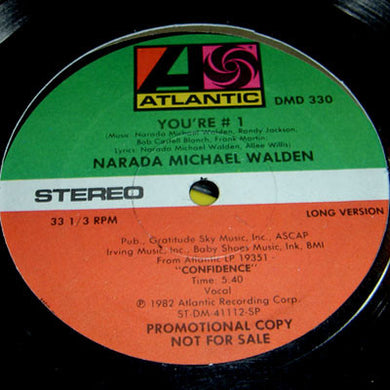 ATLANTIC
DMD 330
YOU'RE # 1
(Music: Narada Michael Walden, Randy Jackson,
Bob Castell Blanch, Frank Martin
Lyrics: Narada Michael Walden, Allee Willis)
NARADA MICHAEL WALDEN
STEREO
33 1/3 RPM
LONG VERSION
Pub., Gratitude Sky Music, Inc., ASCAP
Irving Music, Inc., Baby Shoes Music, Ink, BMI
From Atlantic LP 19351
"CONFIDENCE"
Time: 5:40
Vocal
℗ 1982 Atlantic Recording Corp.
ST-DM-41112-SP
PROMOTIONAL COPY
NOT FOR SALE